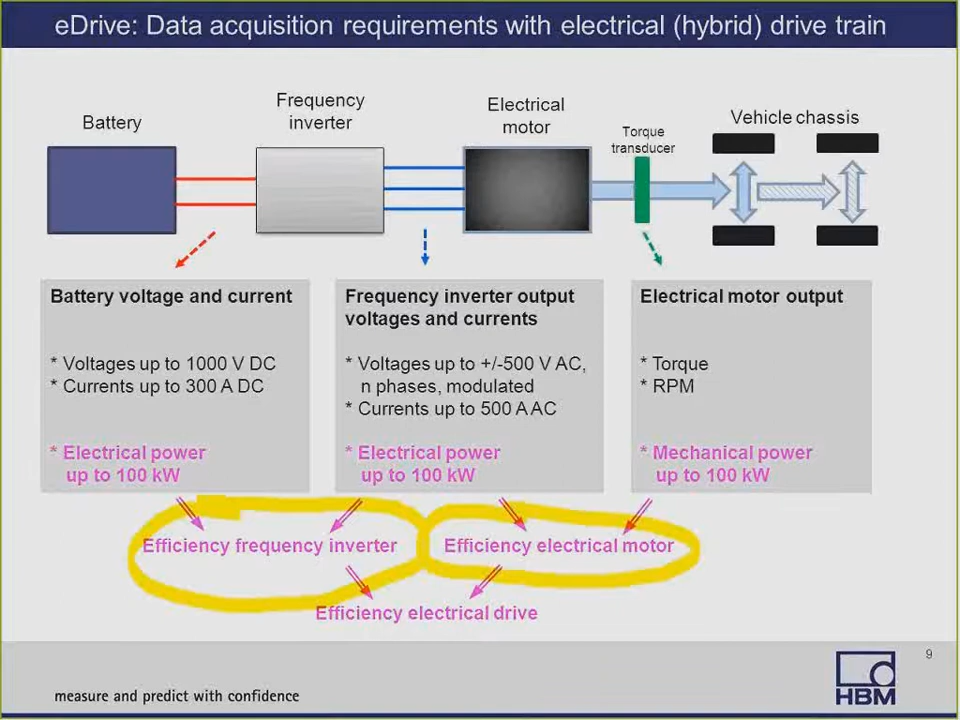 eDrive: Data acquisition requirements with electrical (hybrid) drive train
Battery
Frequency
inverter
Electrical
motor
Torque
transducer
Vehicle chassis
Battery voltage and current
* Voltages up to 1000 V DC
* Currents up to 300 A DC
* Electrical power
up to 100 kW
Frequency inverter output
voltages and currents
* Voltages up to +/-500 V AC,
n phases, modulated
* Currents up to 500 A AC
* Electrical power
up to 100 kW
Electrical motor output
* Torque
* RPM
* Mechanical power
up to 100 kW
Efficiency frequency inverter
Efficiency electrical motor
Efficiency electrical drive
9
measure and predict with confidence
HBM